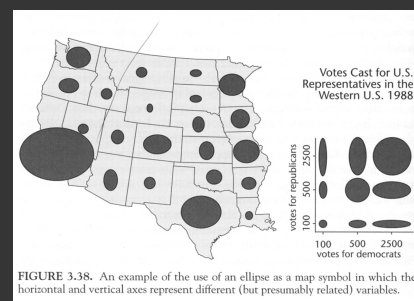 Votes Cast for U.S.
Representatives in the
Western U.S. 1988
votes for republicans
2500
500
100
100 500 2500
votes for democrats
FIGURE 3.38. An example of the use of an ellipse as a map symbol in which the
horizontal and vertical axes represent different (but presumably related) variables.